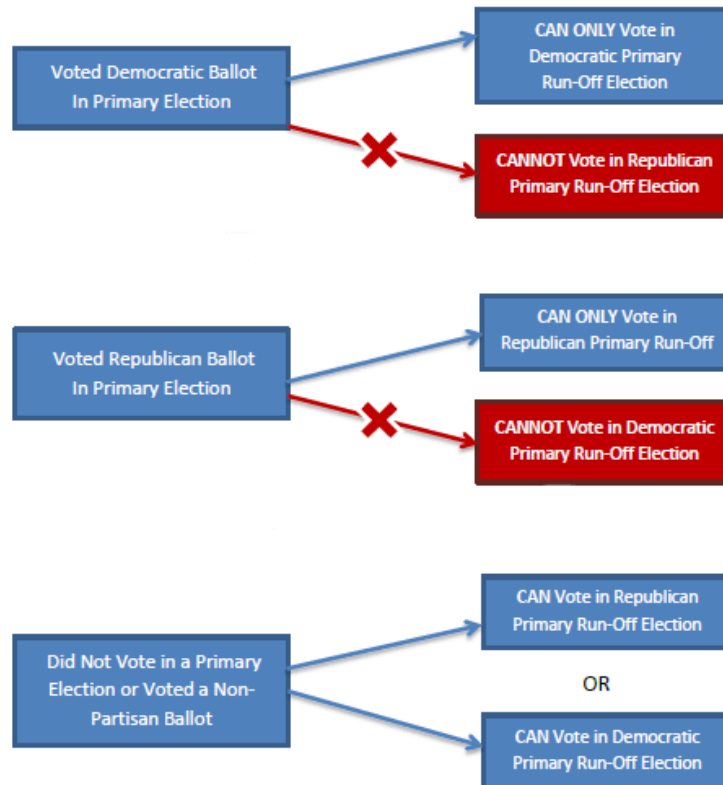 Voted Democratic Ballot
In Primary Election
CAN ONLY Vote in
Democratic Primary
Run-Off Election
CANNOT Vote in Republican
Primary Run-Off Election
Voted Republican Ballot
In Primary Election
CAN ONLY Vote in
Republican Primary Run-Off
CANNOT Vote in Democratic
Primary Run-Off Election
Did Not Vote in a Primary
Election or Voted a Non-
Partisan Ballot
CAN Vote in Republican
Primary Run-Off Election
OR
CAN Vote in Democratic
Primary Run-Off Election